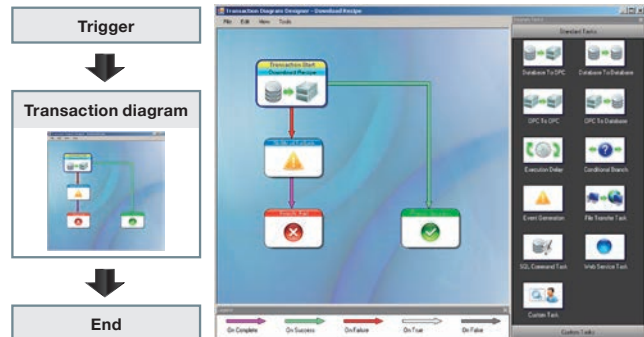 Trigger
Transaction diagram
End
Transaction Diagram Designer - Download Recipe
File Edit View Tools
Transaction Start
Download Recipe
Standard Tasks
Database To OPC
Database To Database
OPC To OPC
OPC To Database
Execution Delay
Conditional Branch
Event Generation
File Transfer Task
SQL Command Task
Web Service Task
Custom Task
Custom Tasks
On Complete
On Success
On Failure
On True
On False